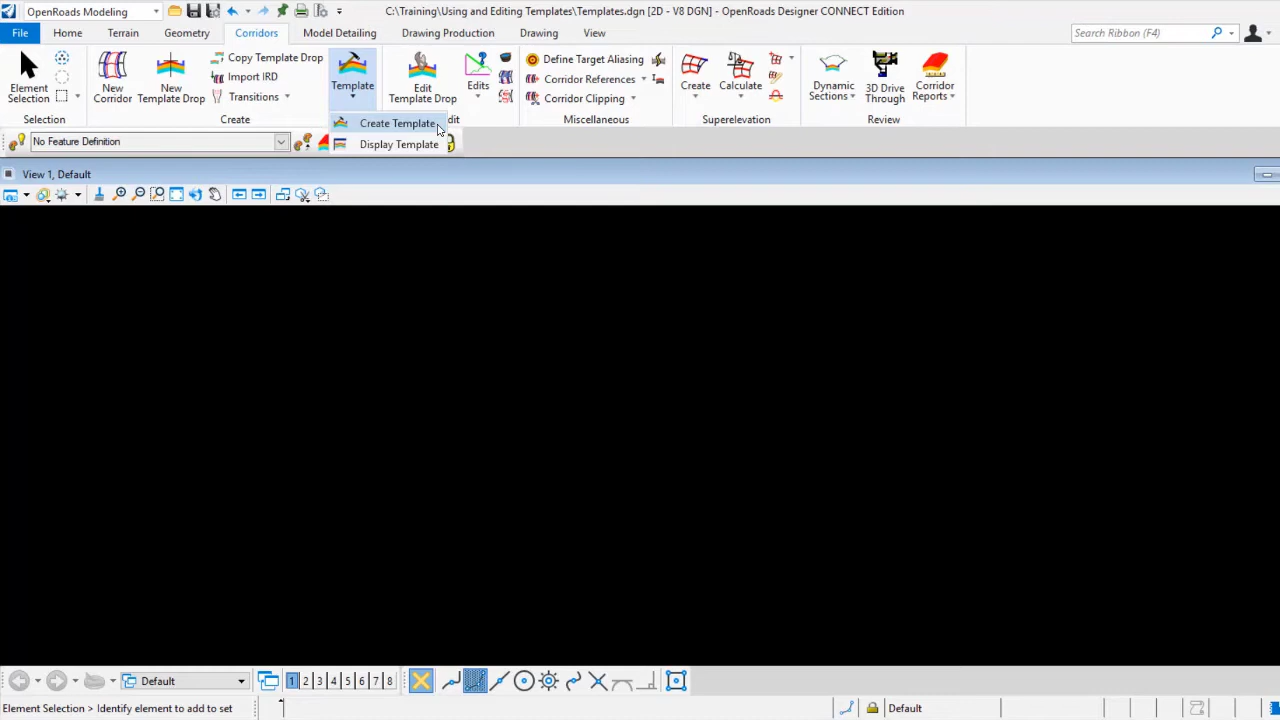 OpenRoads Modeling
C:\Training\Using and Editing Templates\Templates.dgn [2D - V8 DGN] - OpenRoads Designer CONNECT Edition
File Home Terrain Geometry Corridors Model Detailing Drawing Production Drawing View Search Ribbon (F4)
Element Selection
Selection
New Corridor
New Template Drop
Copy Template Drop
Import IRD
Transitions
Create
Template
Create Template
Display Template
Edit Template Drop
Edits
dit
Define Target Aliasing
Corridor References
Corridor Clipping
Miscellaneous
Create
Calculate
Superelevation
Dynamic Sections
3D Drive Through
Corridor Reports
Review
No Feature Definition
View 1, Default
Default 1 2 3 4 5 6 7 8
Element Selection > Identify element to add to set Default